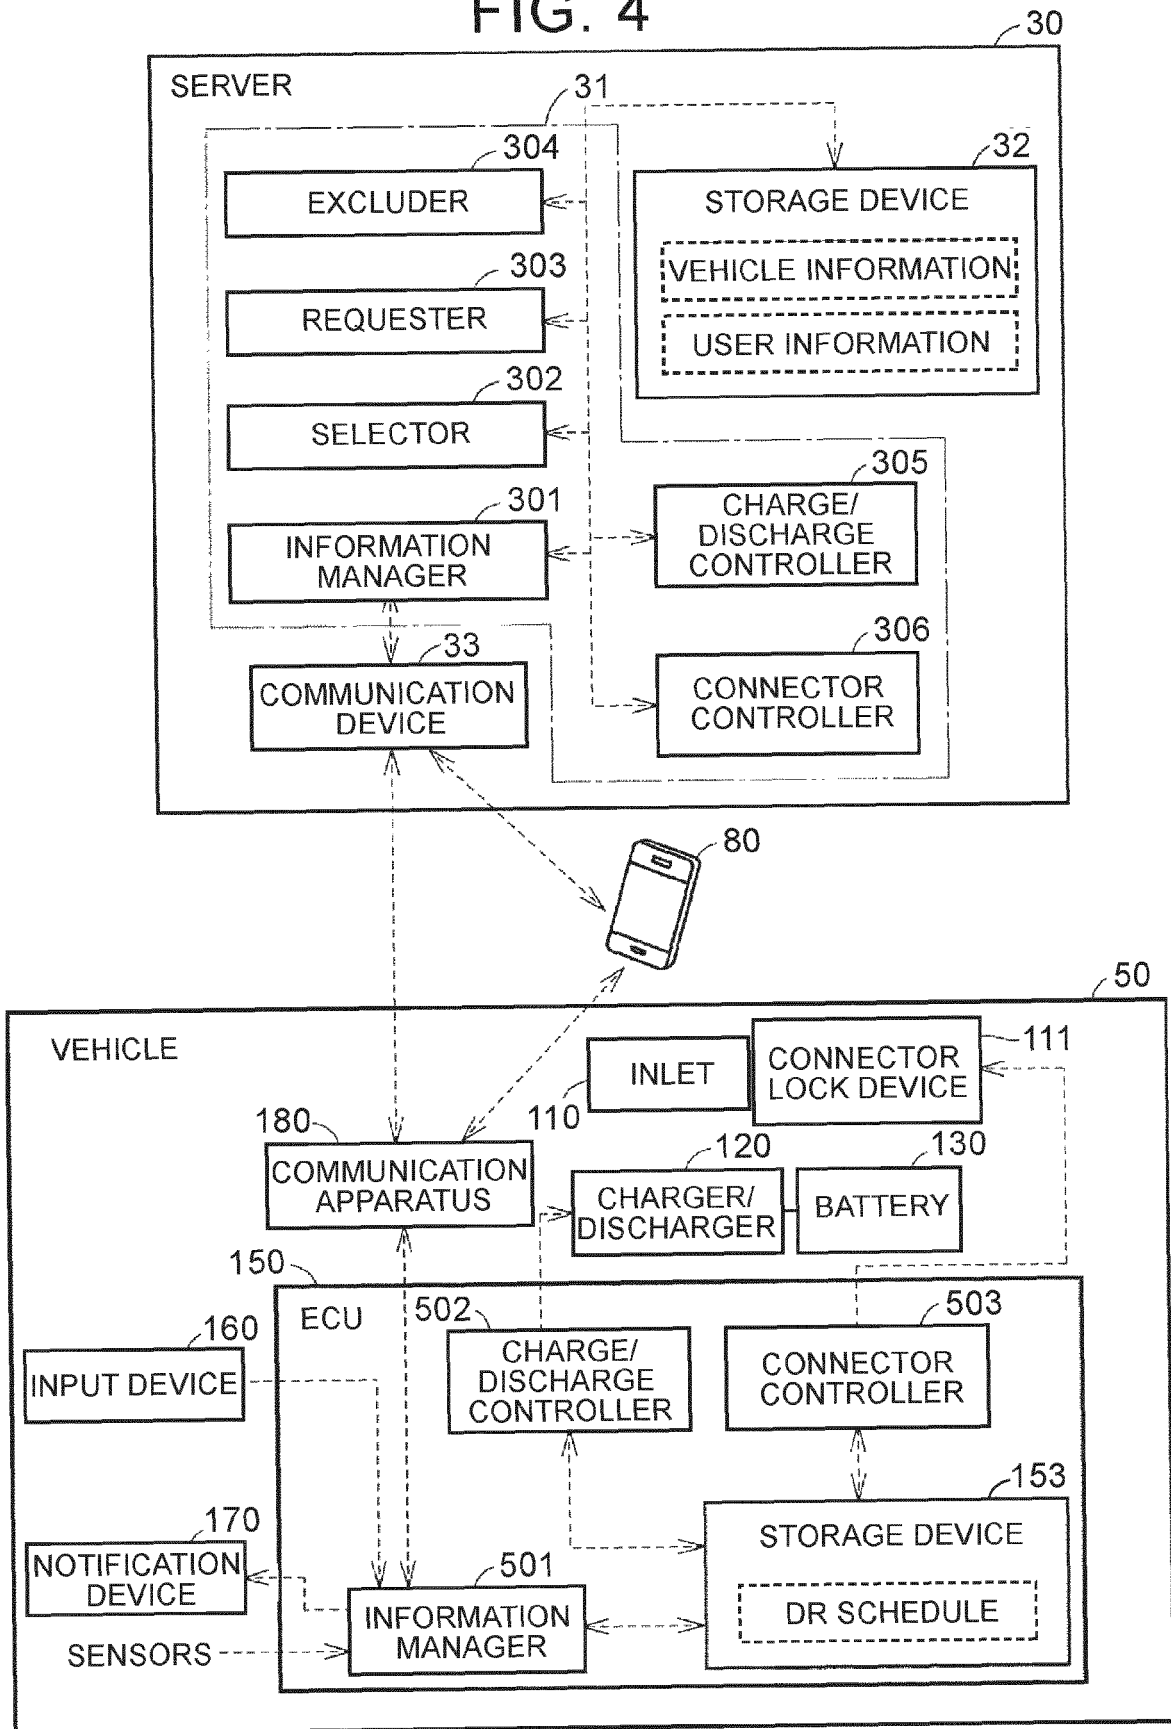 FIG. 4
30
SERVER
31
304
EXCLUDER
32
STORAGE DEVICE
VEHICLE INFORMATION
USER INFORMATION
303
REQUESTER
302
SELECTOR
301
INFORMATION
MANAGER
305
CHARGE/
DISCHARGE
CONTROLLER
306
CONNECTOR
CONTROLLER
33
COMMUNICATION
DEVICE
80
50
VEHICLE
INLET
110
CONNECTOR
LOCK DEVICE
111
180
COMMUNICATION
APPARATUS
120
CHARGER/
DISCHARGER
130
BATTERY
150
ECU
502
CHARGE/
DISCHARGE
CONTROLLER
503
CONNECTOR
CONTROLLER
160
INPUT DEVICE
153
STORAGE DEVICE
DR SCHEDULE
170
NOTIFICATION
DEVICE
501
INFORMATION
MANAGER
SENSORS